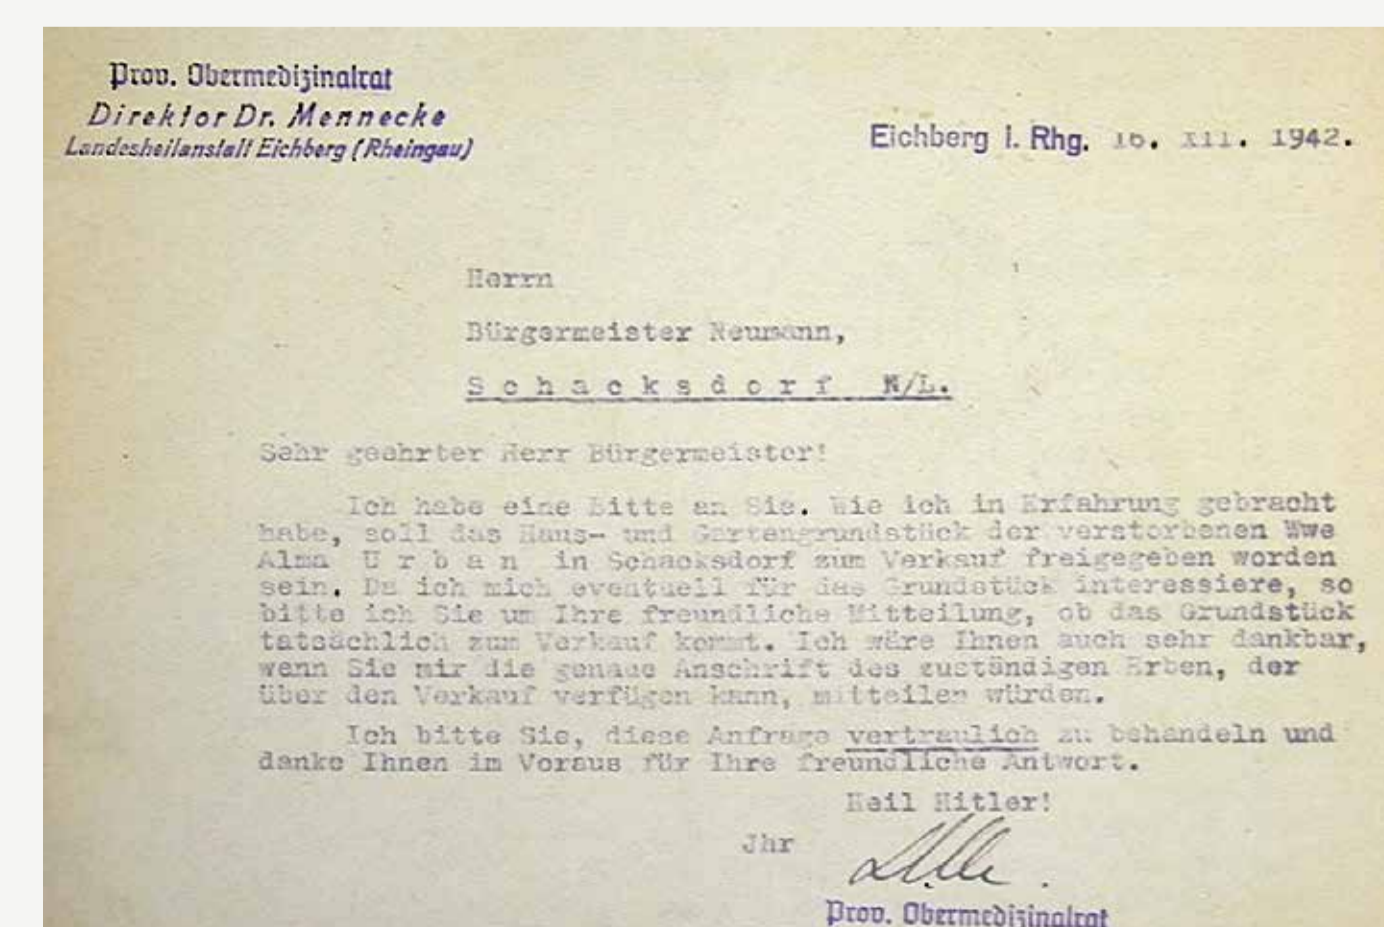 Prov. Obermedizinalrat
Direktor Dr. Mennecke
Landesheilanstalt Eichberg (Rheingau)
Eichberg i. Rhg. 16. XII. 1942.
Herrn
Bürgermeister Neumann,
Schacksdorf N/L.
Sehr geehrter Herr Bürgermeister!
Ich habe eine Bitte an Sie. Wie ich in Erfahrung gebracht
habe, soll das Haus- und Gartengrundstück der verstorbenen Wwe
Alma Urban in Schacksdorf zum Verkauf freigegeben worden
sein. Da ich mich eventuell für das Grundstück interessiere, so
bitte ich Sie um Ihre freundliche Mitteilung, ob das Grundstück
tatsächlich zum Verkauf kommt. Ich wäre Ihnen auch sehr dankbar,
wenn Sie mir die genaue Anschrift des zuständigen Erben, der
über den Verkauf verfügen kann, mitteilen würden.
Ich bitte Sie, diese Anfrage vertraulich zu behandeln und
danke Ihnen im Voraus für Ihre freundliche Antwort.
Heil Hitler!
Jhr
Prov. Obermedizinalrat